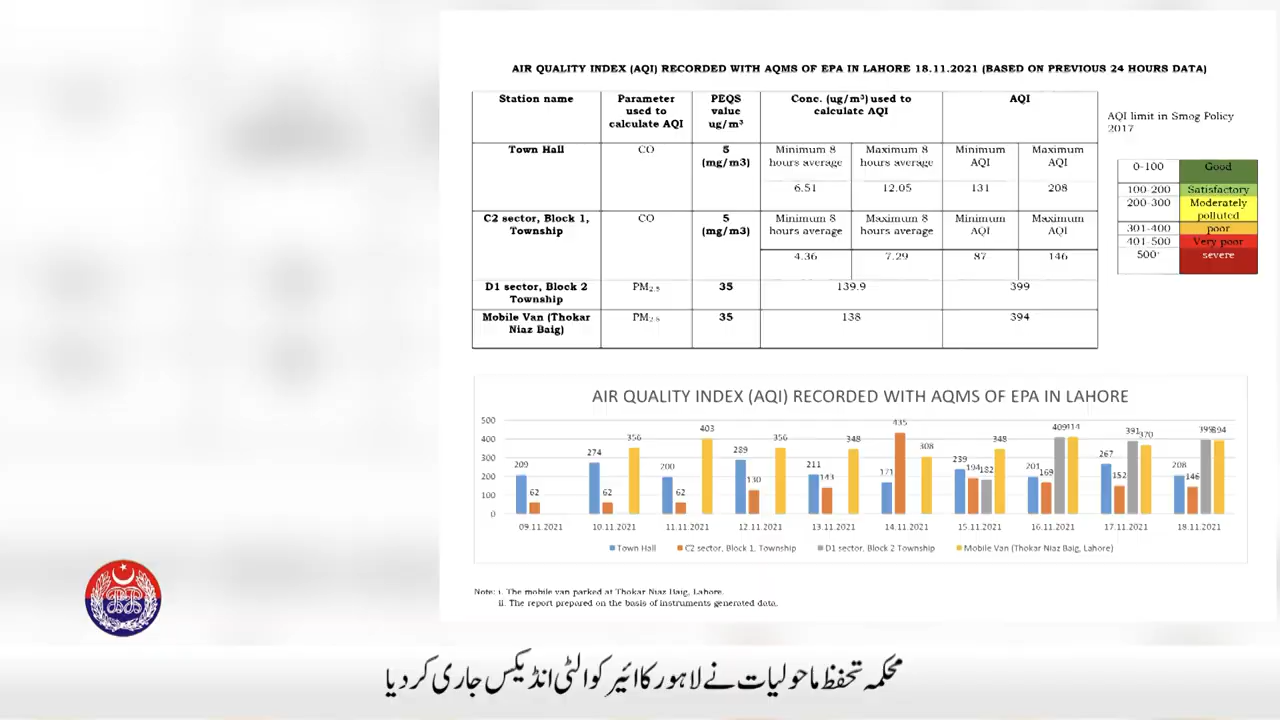 AIR QUALITY INDEX (AQI) RECORDED WITH AQMS OF EPA IN LAHORE 18.11.2021 (BASED ON PREVIOUS 24 HOURS DATA)
Station name Parameter used to calculate AQI PEQS value ug/m³ Conc. (ug/m³) used to calculate AQI AQI
Town Hall CO 5 (mg/m3) Minimum 8 hours average Maximum 8 hours average Minimum AQI Maximum AQI
6.51 12.05 131 208
C2 sector, Block 1, Township CO 5 (mg/m3) Minimum 8 hours average Maximum 8 hours average Minimum AQI Maximum AQI
4.36 7.29 87 146
D1 sector, Block 2 Township PM2.5 35 139.9 399
Mobile Van (Thokar Niaz Baig) PM2.5 35 138 394
AQI limit in Smog Policy
2017
0-100 Good
100-200 Satisfactory
200-300 Moderately polluted
301-400 poor
401-500 Very poor
500+ severe
AIR QUALITY INDEX (AQI) RECORDED WITH AQMS OF EPA IN LAHORE
500
400
300
200
100
0
209 62
274 62 356
200 62 403
289 130 356
211 143 348
171 435 308
239 194 182 348
201 169 409 414
267 152 391 370
208 146 399 394
09.11.2021 10.11.2021 11.11.2021 12.11.2021 13.11.2021 14.11.2021 15.11.2021 16.11.2021 17.11.2021 18.11.2021
Town Hall C2 sector, Block 1, Township D1 sector, Block 2 Township Mobile Van (Thokar Niaz Baig, Lahore)
Note: i. The mobile van parked at Thokar Niaz Baig, Lahore.
ii. The report prepared on the basis of instruments generated data.
محکمہ تحفظ ماحولیات نے لاہور کا ائیر کوالٹی انڈیکس جاری کر دیا